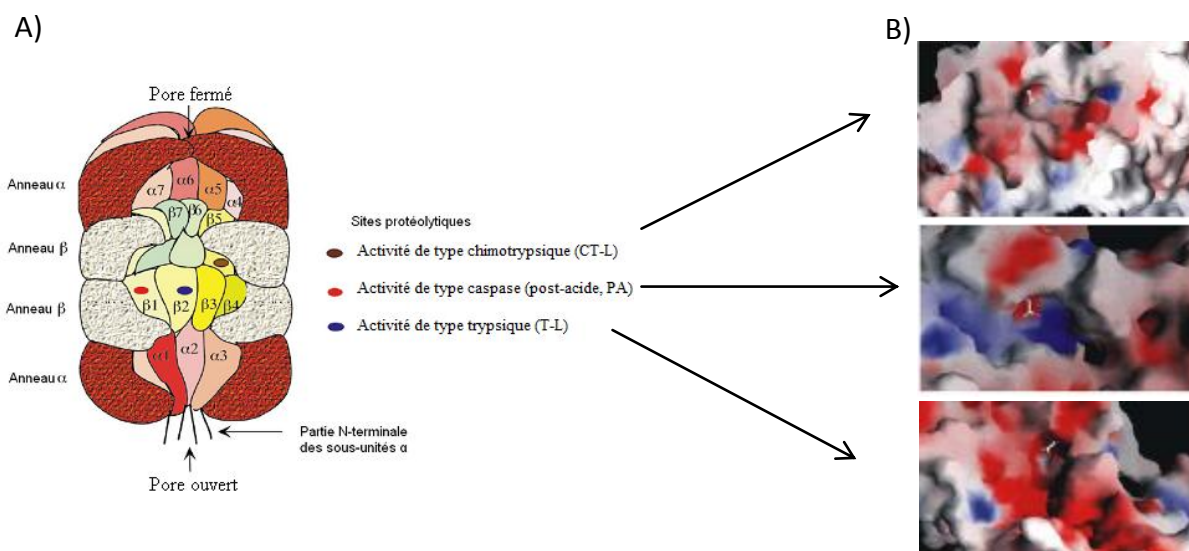 A)
B)
Pore fermé
Anneau α
α7
α6
α5
α4
β7
β6
β5
Anneau β
Sites protéolytiques
Activité de type chimotrypsique (CT-L)
Activité de type caspase (post-acide, PA)
Activité de type trypsique (T-L)
Anneau β
β1
β2
β3
β4
Anneau α
α1
α2
α3
Partie N-terminale
des sous-unités α
Pore ouvert